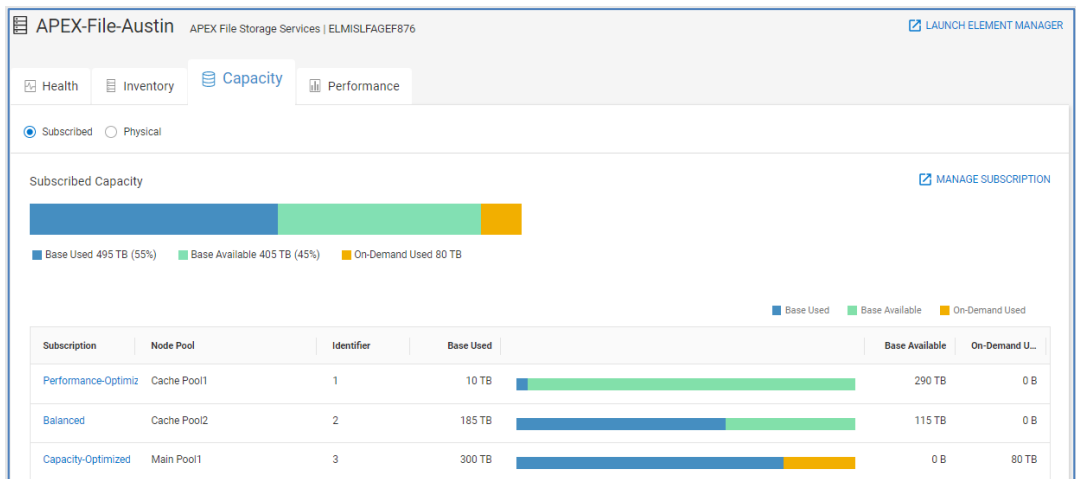 APEX-File-Austin APEX File Storage Services | ELMISLFAGEF876 LAUNCH ELEMENT MANAGER
Health Inventory Capacity Performance
Subscribed Physical
Subscribed Capacity MANAGE SUBSCRIPTION
Base Used 495 TB (55%) Base Available 405 TB (45%) On-Demand Used 80 TB
Base Used Base Available On-Demand Used
Subscription Node Pool Identifier Base Used Base Available On-Demand U...
Performance-Optimiz Cache Pool1 1 10 TB 290 TB 0 B
Balanced Cache Pool2 2 185 TB 115 TB 0 B
Capacity-Optimized Main Pool1 3 300 TB 0 B 80 TB